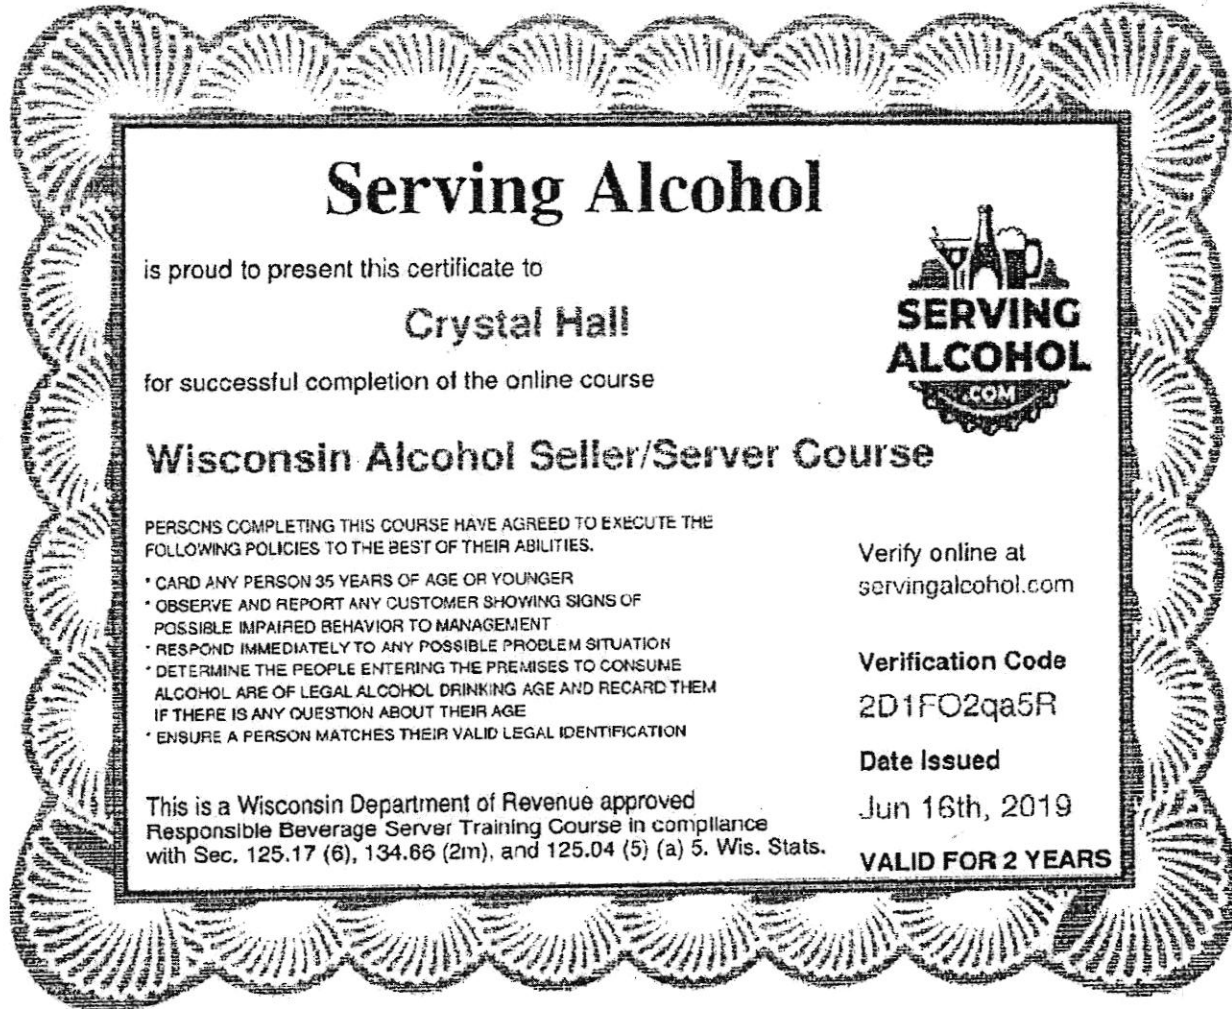 Serving Alcohol
is proud to present this certificate to
Crystal Hall
for successful completion of the online course
SERVING
ALCOHOL
.COM
Wisconsin Alcohol Seller/Server Course
PERSONS COMPLETING THIS COURSE HAVE AGREED TO EXECUTE THE
FOLLOWING POLICIES TO THE BEST OF THEIR ABILITIES.
* CARD ANY PERSON 35 YEARS OF AGE OR YOUNGER
* OBSERVE AND REPORT ANY CUSTOMER SHOWING SIGNS OF
POSSIBLE IMPAIRED BEHAVIOR TO MANAGEMENT
* RESPOND IMMEDIATELY TO ANY POSSIBLE PROBLEM SITUATION
* DETERMINE THE PEOPLE ENTERING THE PREMISES TO CONSUME
ALCOHOL ARE OF LEGAL ALCOHOL DRINKING AGE AND RECARD THEM
IF THERE IS ANY QUESTION ABOUT THEIR AGE
* ENSURE A PERSON MATCHES THEIR VALID LEGAL IDENTIFICATION
This is a Wisconsin Department of Revenue approved
Responsible Beverage Server Training Course in compliance
with Sec. 125.17 (6), 134.66 (2m), and 125.04 (5) (a) 5. Wis. Stats.
Verify online at
servingalcohol.com
Verification Code
2D1FO2qa5R
Date Issued
Jun 16th, 2019
VALID FOR 2 YEARS